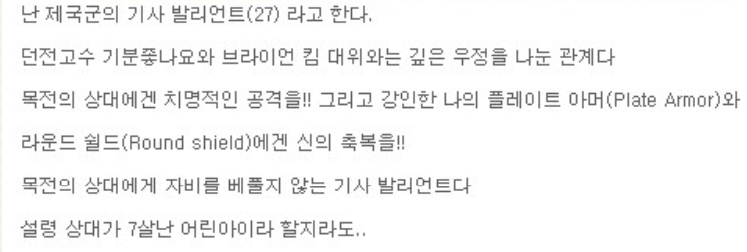 난 제국군의 기사 발리언트(27) 라고 한다.
던전고수 기분좋나요와 브라이언 킴 대위와는 깊은 우정을 나눈 관계다
목전의 상대에겐 치명적인 공격을!! 그리고 강인한 나의 플레이트 아머(Plate Armor)와
라운드 쉴드(Round shield)에겐 신의 축복을!!
목전의 상대에게 자비를 베풀지 않는 기사 발리언트다
설령 상대가 7살난 어린아이라 할지라도..